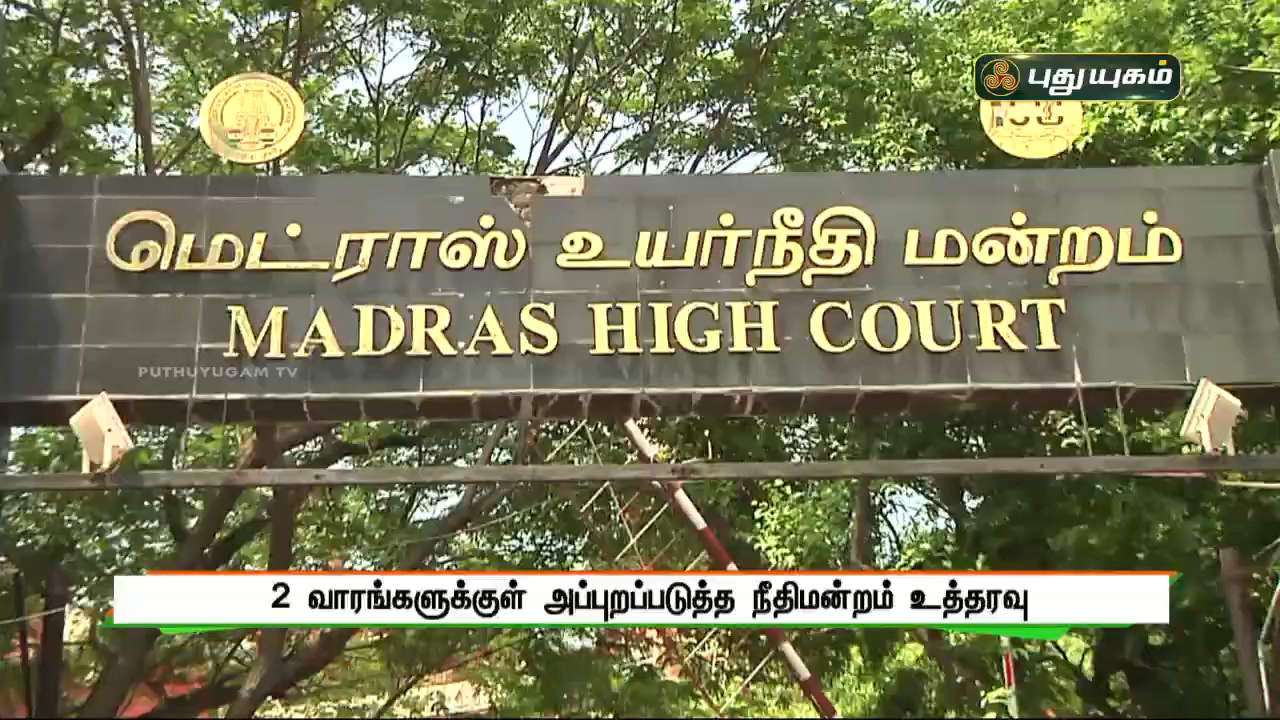 புதுயுகம்
மெட்ராஸ் உயர்நீதி மன்றம்
MADRAS HIGH COURT
PUTHUYUGAM TV
2 வாரங்களுக்குள் அப்புறப்படுத்த நீதிமன்றம் உத்தரவு